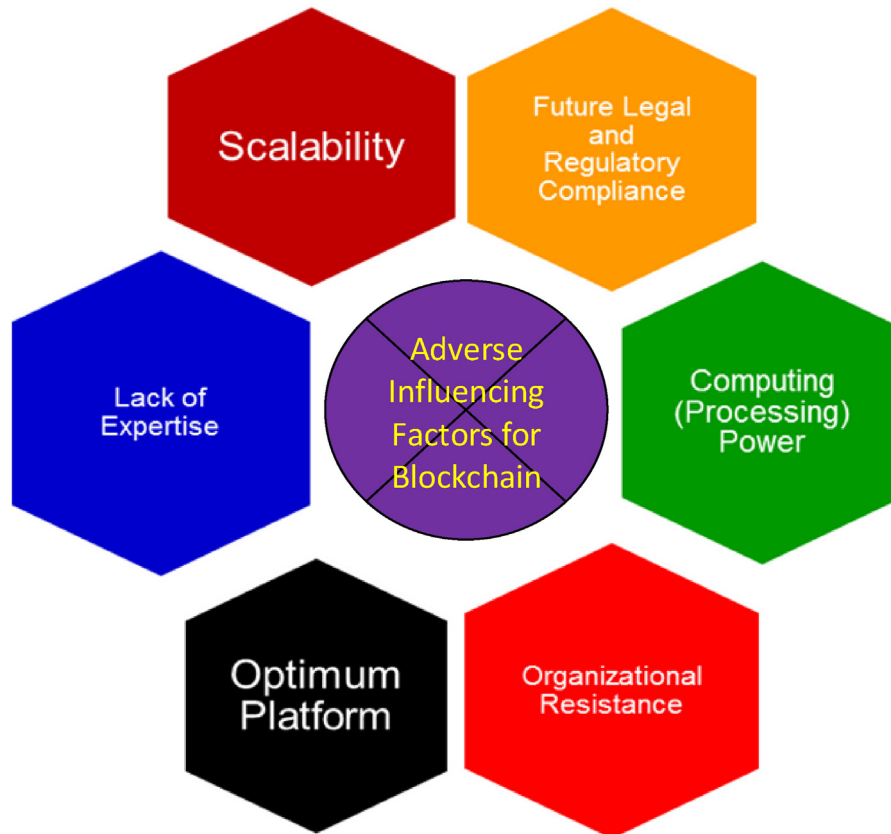 Scalability
Future Legal
and
Regulatory
Compliance
Lack of
Expertise
Adverse
Influencing
Factors for
Blockchain
Computing
(Processing)
Power
Optimum
Platform
Organizational
Resistance